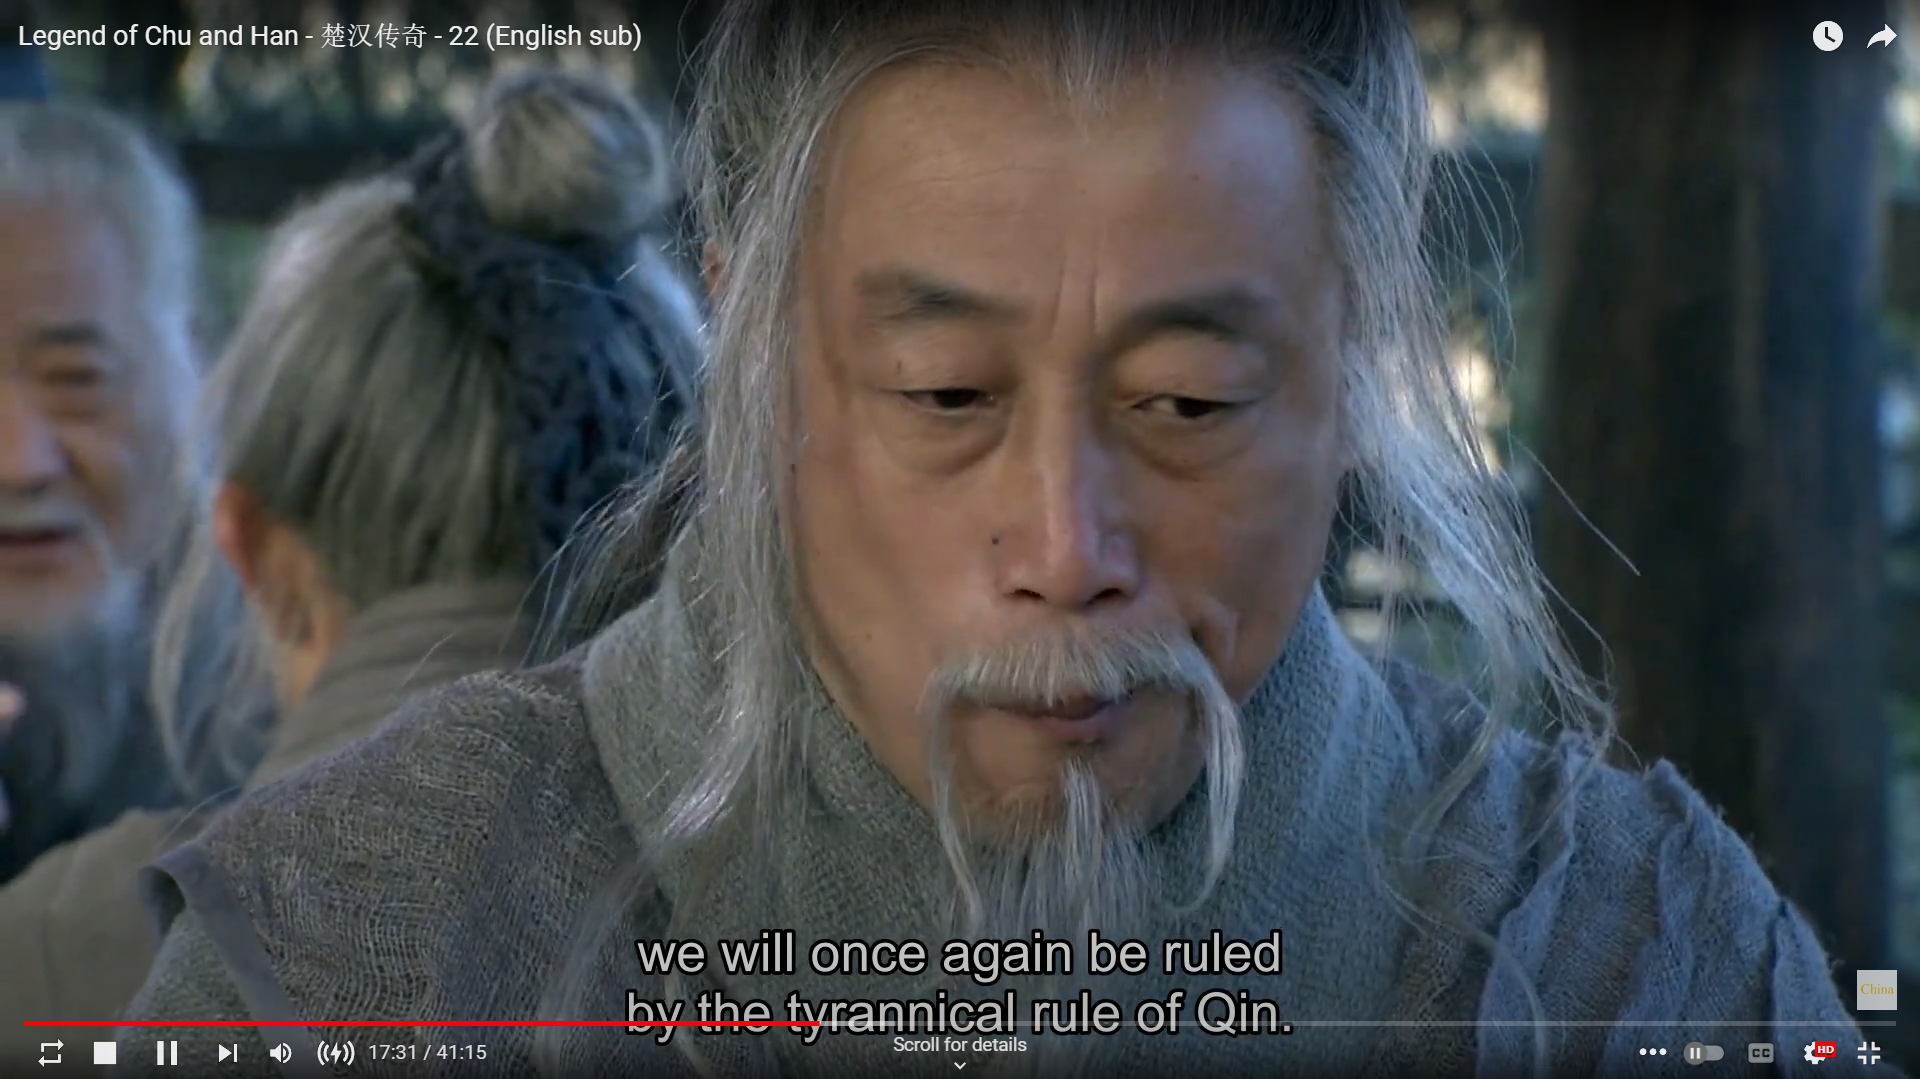 Legend of Chu and Han - 楚汉传奇 - 22 (English sub)
we will once again be ruled
by the tyrannical rule of Qin.
China
17:31 / 41:15
CC
HD
Scroll for details